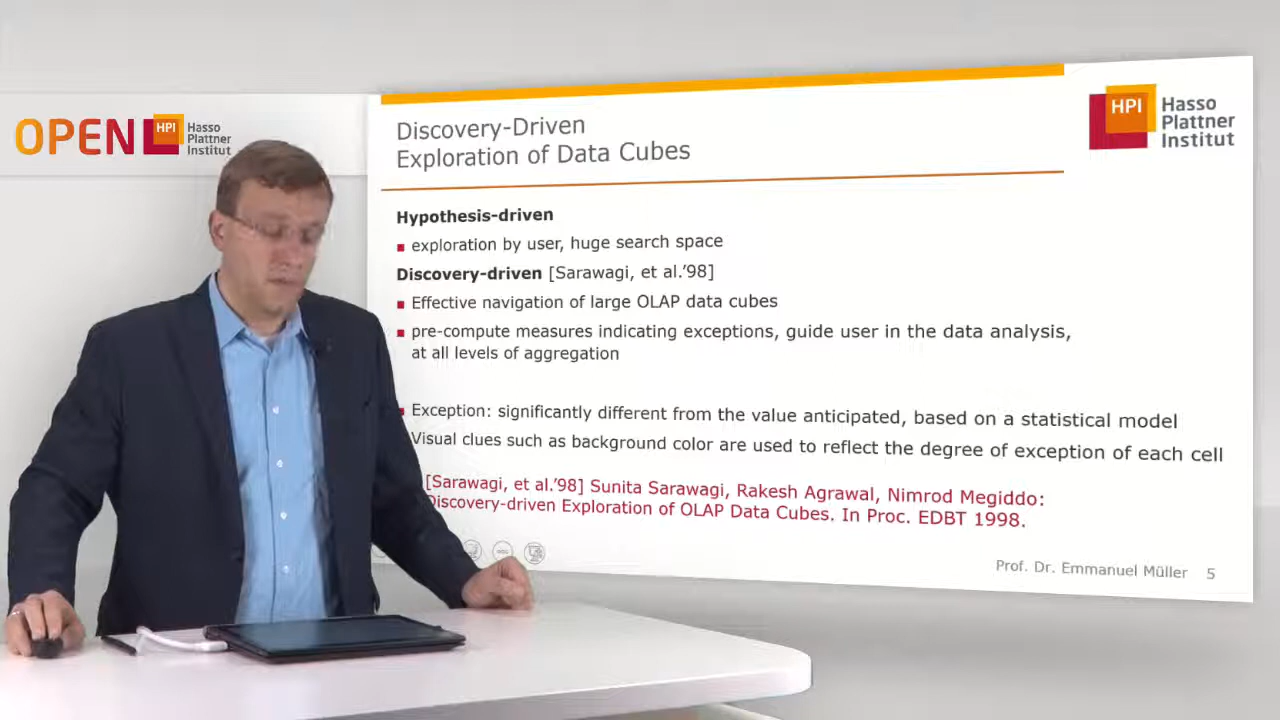 OPEN HPI Hasso
Plattner
Institut
HPI Hasso
Plattner
Institut
Discovery-Driven
Exploration of Data Cubes
Hypothesis-driven
exploration by user, huge search space
Discovery-driven [Sarawagi, et al.'98]
Effective navigation of large OLAP data cubes
pre-compute measures indicating exceptions, guide user in the data analysis,
at all levels of aggregation
Exception: significantly different from the value anticipated, based on a statistical model
Visual clues such as background color are used to reflect the degree of exception of each cell
[Sarawagi, et al.'98] Sunita Sarawagi, Rakesh Agrawal, Nimrod Megiddo:
Discovery-driven Exploration of OLAP Data Cubes. In Proc. EDBT 1998.
Prof. Dr. Emmanuel Müller 5